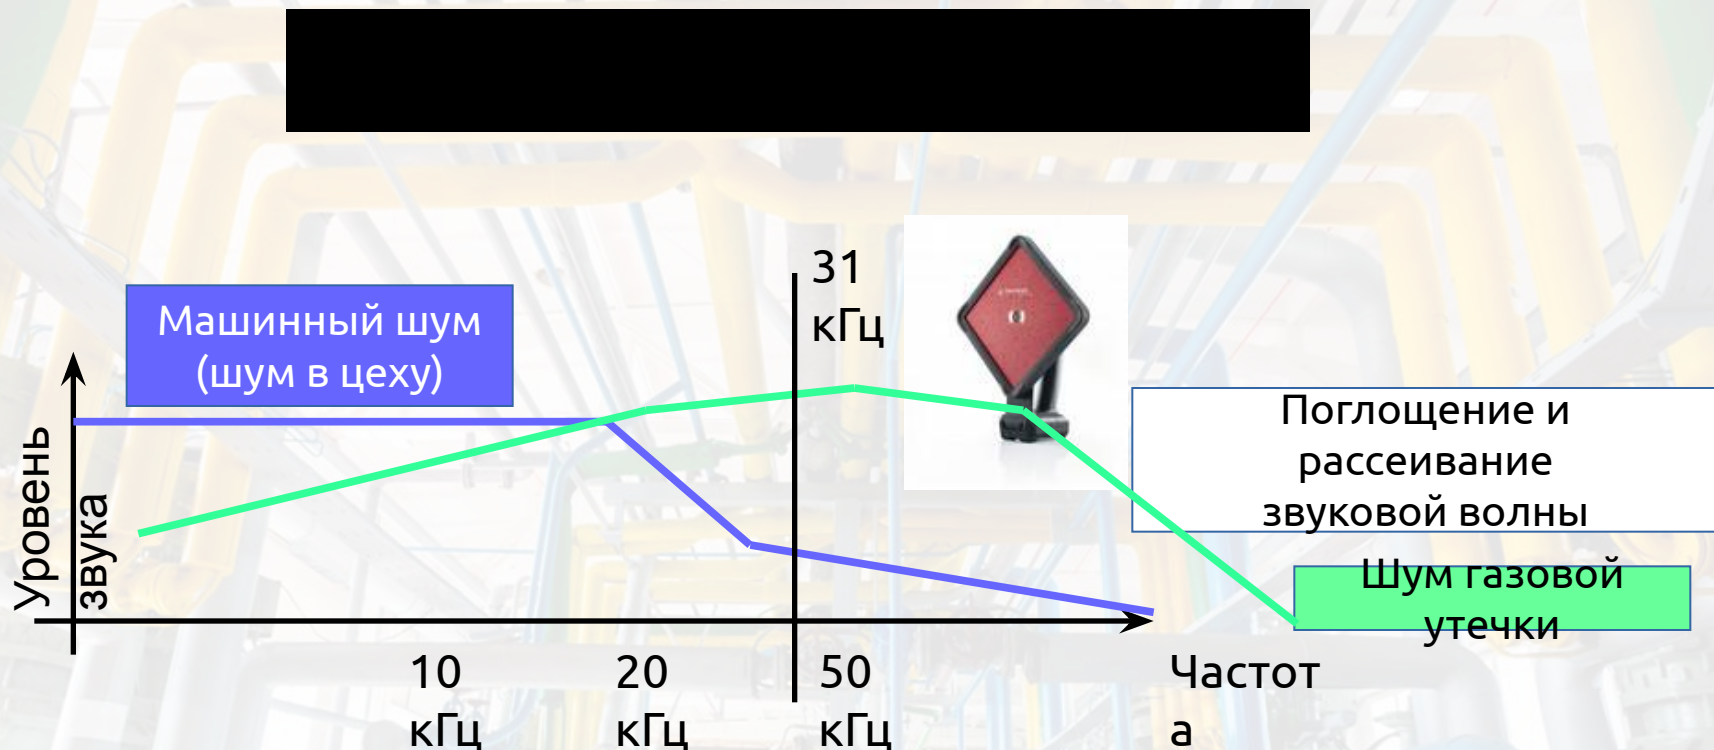 31
кГц
Машинный шум
(шум в цеху)
Уровень
звука
Поглощение и
рассеивание
звуковой волны
Шум газовой
утечки
10
кГц
20
кГц
50
кГц
Частот
а